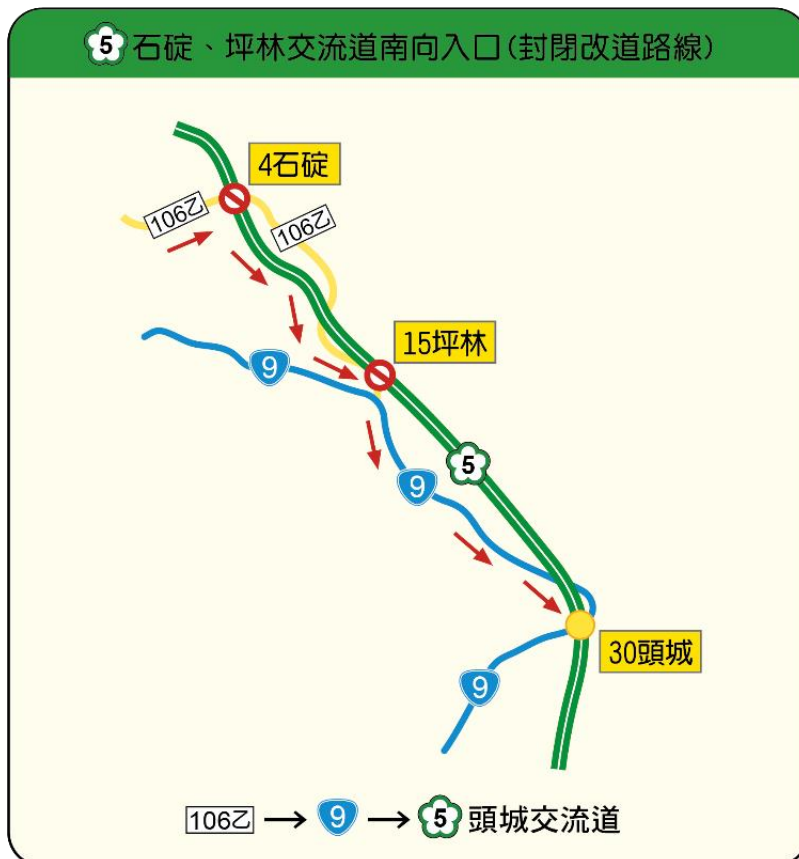 5 石碇、坪林交流道南向入口(封閉改道路線)
4石碇
106乙
106乙
15坪林
9
5
9
30頭城
9
106乙 → 9 → 5 頭城交流道